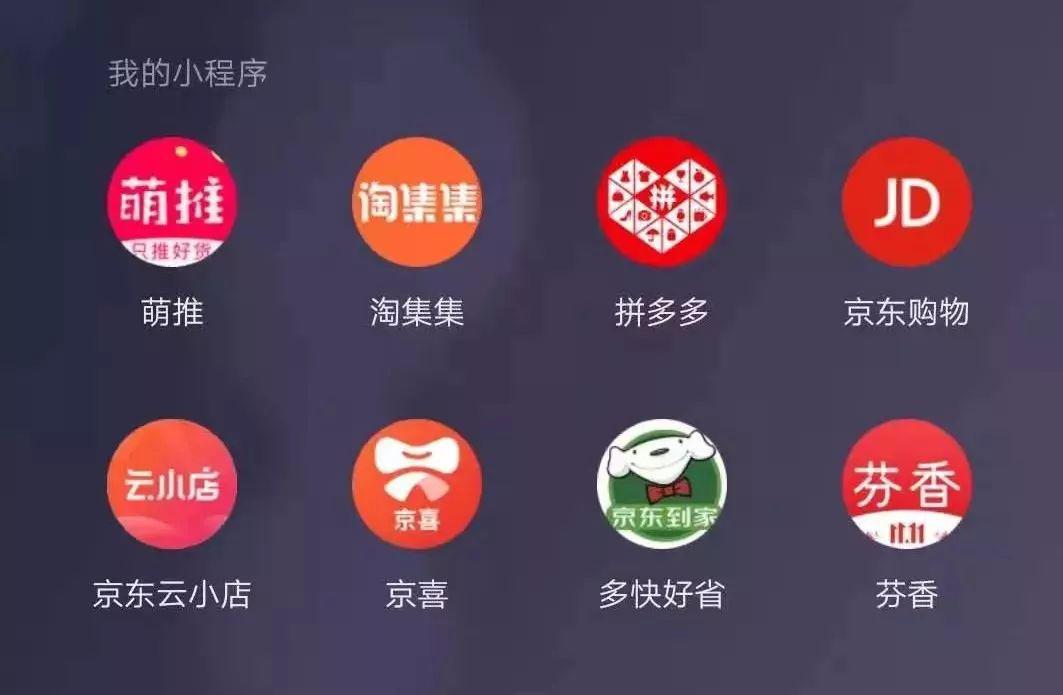 我的小程序
萌推
只推好货
淘集集
拼
JD
萌推
淘集集
拼多多
京东购物
云小店
京喜
京东到家
芬香
11.11
京东云小店
京喜
多快好省
芬香